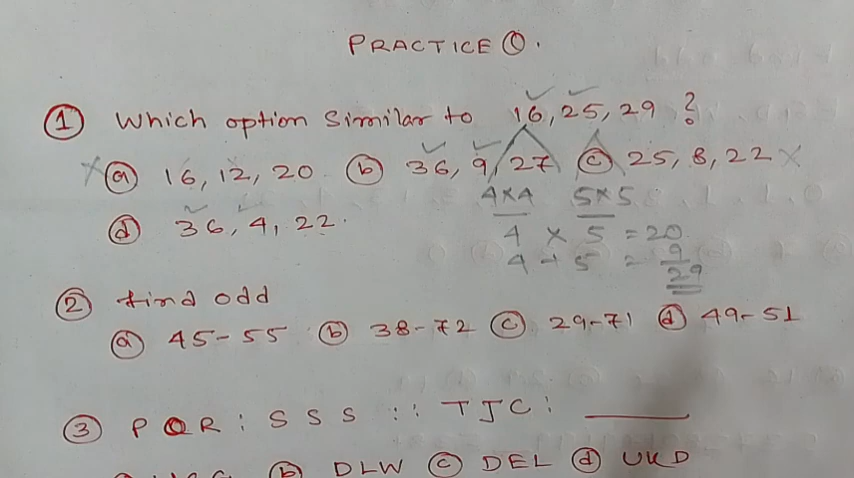 PRACTICE Q.
① Which option Similar to 16, 25, 29 ?
ⓐ 16, 12, 20. ⓑ 36, 9, 27 ⓒ 25, 8, 22
4×4 5×5
ⓓ 36, 4, 22.
4 × 5 = 20
4 + 5 = 9
29
② find odd
ⓐ 45-55 ⓑ 38-72 ⓒ 29-71 ⓓ 49-51
③ PQR : SSS :: TJC : ____
ⓑ DLW ⓒ DEL ⓓ UKD